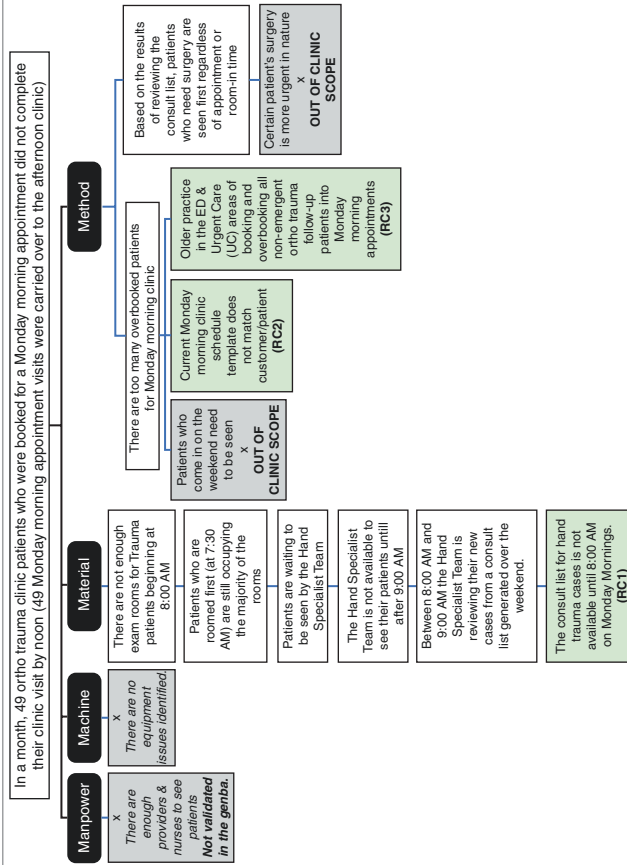 In a month, 49 ortho trauma clinic patients who were booked for a Monday morning appointment did not complete
their clinic visit by noon (49 Monday morning appointment visits were carried over to the afternoon clinic)
Manpower
x
There are
enough
providers &
nurses to see
patients
Not validated
in the genba.
Machine
x
There are no
equipment
issues identified.
Material
There are not enough
exam rooms for Trauma
patients beginning at
8:00 AM
Patients who are
roomed first (at 7:30
AM) are still occupying
the majority of the
rooms
Patients are waiting to
be seen by the Hand
Specialist Team
The Hand Specialist
Team is not available to
see their patients untill
after 9:00 AM
Between 8:00 AM and
9:00 AM the Hand
Specialist Team is
reviewing their new
cases from a consult
list generated over the
weekend.
The consult list for hand
trauma cases is not
available until 8:00 AM
on Monday Mornings.
(RC1)
Method
There are too many overbooked patients
for Monday morning clinic
Patients who
come in on the
weekend need
to be seen
x
OUT OF
CLINIC SCOPE
Current Monday
morning clinic
schedule
template does
not match
customer/patient
(RC2)
Older practice
in the ED &
Urgent Care
(UC) areas of
booking and
overbooking all
non-emergent
ortho trauma
follow-up
patients into
Monday
morning
appointments
(RC3)
Based on the results
of reviewing the
consult list, patients
who need surgery are
seen first regardless
of appointment or
room-in time
Certain patient's surgery
is more urgent in nature
x
OUT OF CLINIC
SCOPE